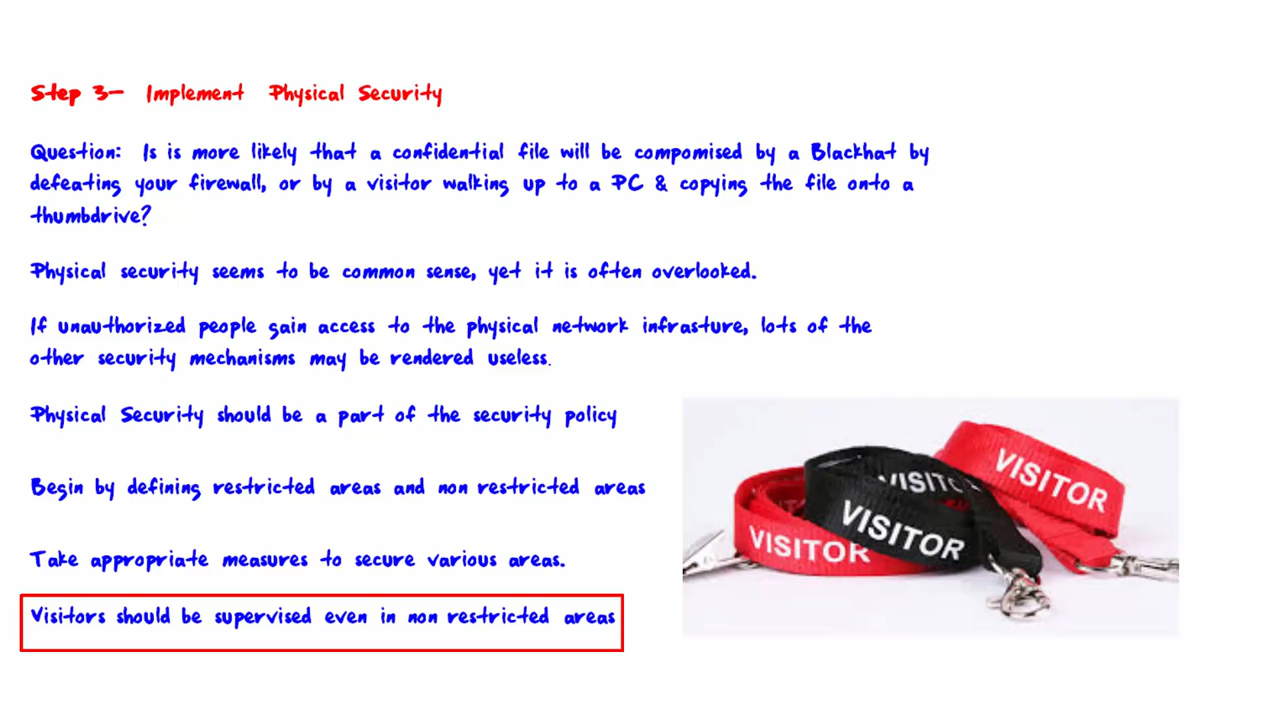 Step 3- Implement Physical Security
Question: Is is more likely that a confidential file will be compomised by a Blackhat by
defeating your firewall, or by a visitor walking up to a PC & copying the file onto a
thumbdrive?
Physical security seems to be common sense, yet it is often overlooked.
If unauthorized people gain access to the physical network infrasture, lots of the
other security mechanisms may be rendered useless.
Physical Security should be a part of the security policy
Begin by defining restricted areas and non restricted areas
Take appropriate measures to secure various areas.
Visitors should be supervised even in non restricted areas
VISITOR
VISITOR
VISITOR